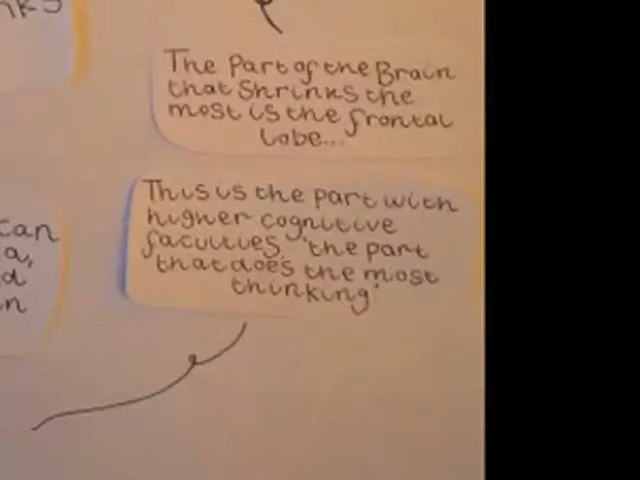 The Part of the Brain
that Shrinks the
most is the frontal
lobe...
This is the part with
higher cognitive
faculties, 'the part
that does the most
thinking'
can
a,
d
n